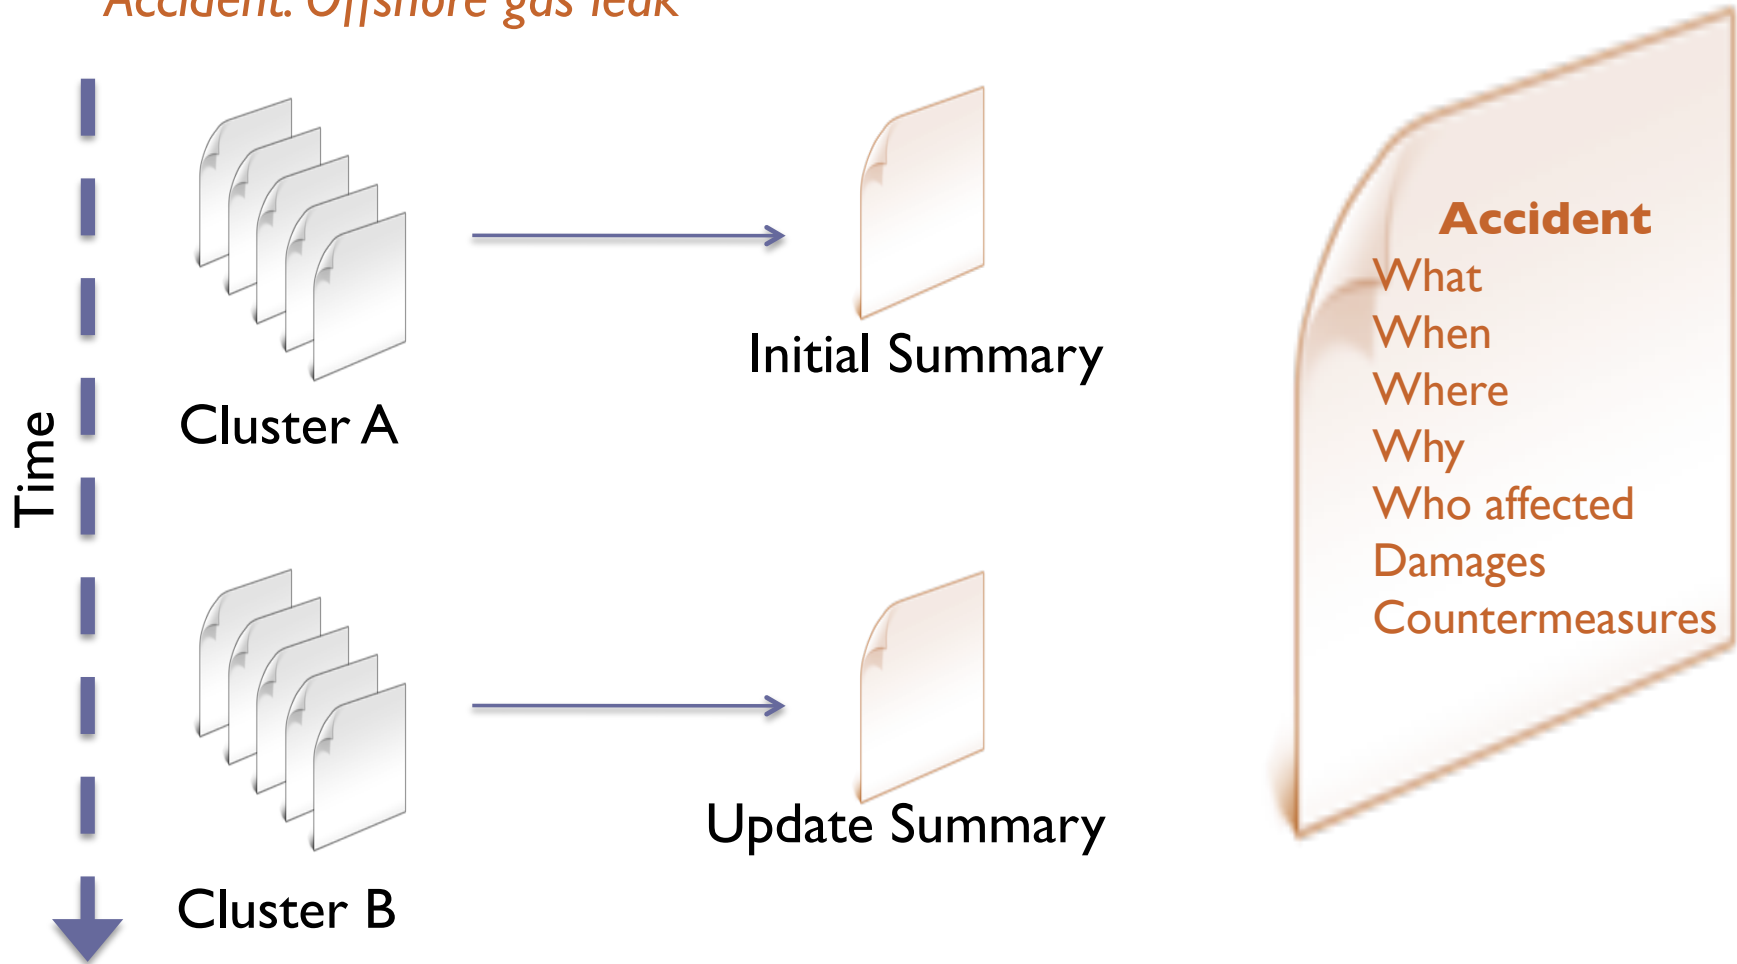 Accident: Offshore gas leak
Time
Cluster A
Initial Summary
Cluster B
Update Summary
Accident
What
When
Where
Why
Who affected
Damages
Countermeasures